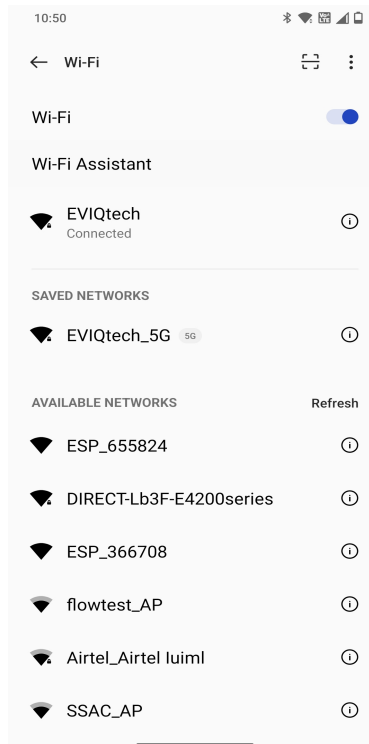 10:50
Wi-Fi
Wi-Fi
Wi-Fi Assistant
EVIQtech
Connected
SAVED NETWORKS
EVIQtech_5G 5G
AVAILABLE NETWORKS Refresh
ESP_655824
DIRECT-Lb3F-E4200series
ESP_366708
flowtest_AP
Airtel_Airtel Iuiml
SSAC_AP